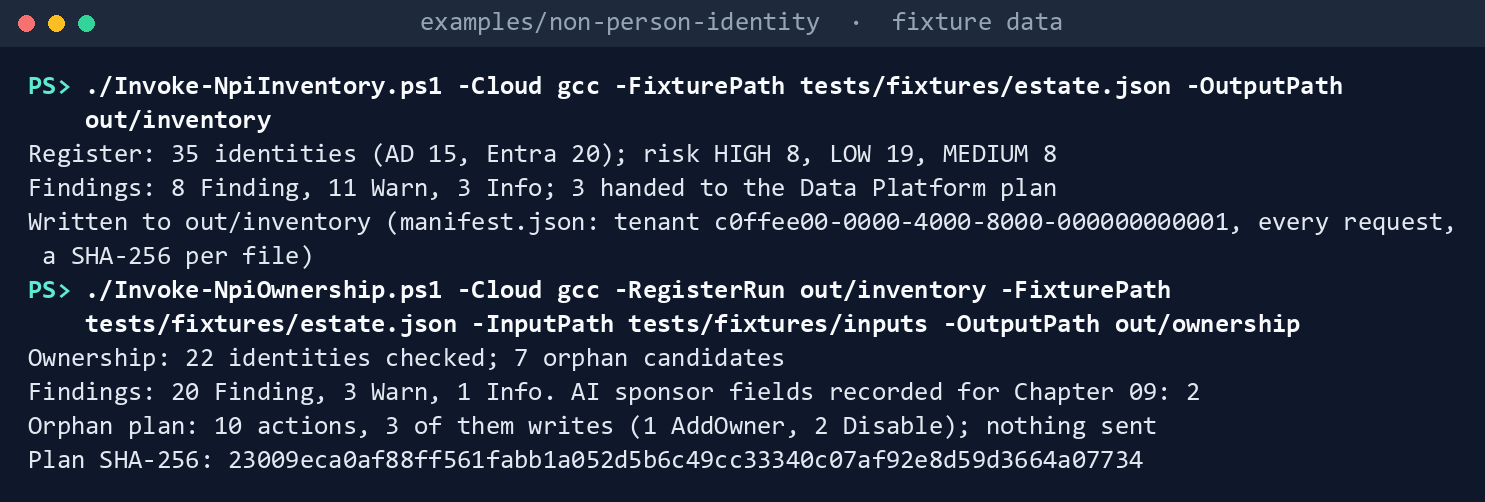 examples/non-person-identity · fixture data
PS> ./Invoke-NpiInventory.ps1 -Cloud gcc -FixturePath tests/fixtures/estate.json -OutputPath
out/inventory
Register: 35 identities (AD 15, Entra 20); risk HIGH 8, LOW 19, MEDIUM 8
Findings: 8 Finding, 11 Warn, 3 Info; 3 handed to the Data Platform plan
Written to out/inventory (manifest.json: tenant c0ffee00-0000-4000-8000-000000000001, every request,
a SHA-256 per file)
PS> ./Invoke-NpiOwnership.ps1 -Cloud gcc -RegisterRun out/inventory -FixturePath
tests/fixtures/estate.json -InputPath tests/fixtures/inputs -OutputPath out/ownership
Ownership: 22 identities checked; 7 orphan candidates
Findings: 20 Finding, 3 Warn, 1 Info. AI sponsor fields recorded for Chapter 09: 2
Orphan plan: 10 actions, 3 of them writes (1 AddOwner, 2 Disable); nothing sent
Plan SHA-256: 23009eca0af88ff561fabb1a052d5b6c49cc33340c07af92e8d59d3664a07734